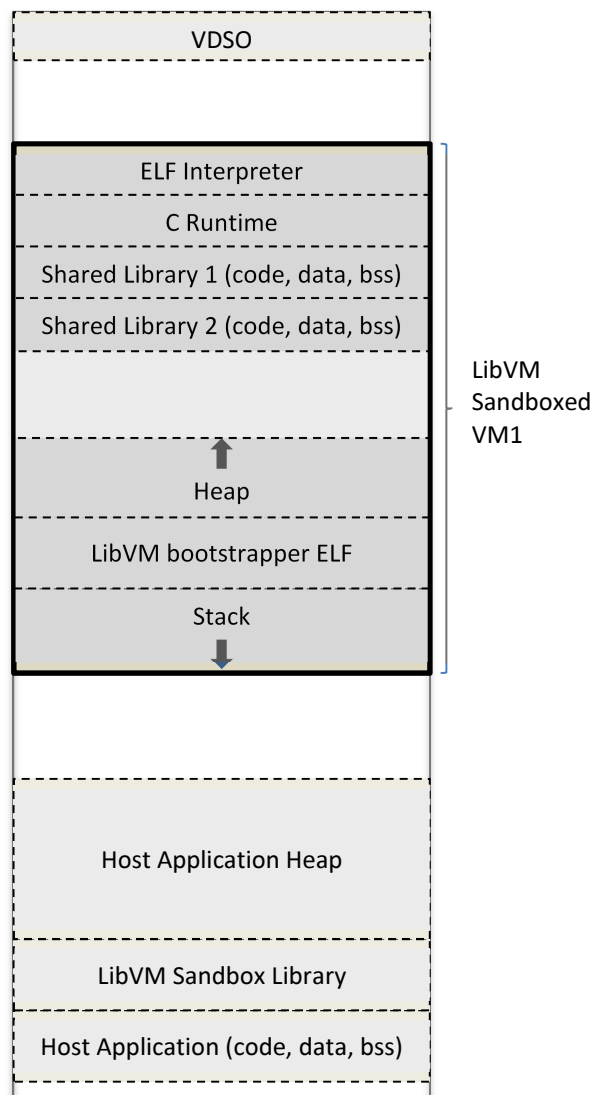 VDSO
ELF Interpreter
C Runtime
Shared Library 1 (code, data, bss)
Shared Library 2 (code, data, bss)
Heap
LibVM bootstrapper ELF
Stack
LibVM
Sandboxed
VM1
Host Application Heap
LibVM Sandbox Library
Host Application (code, data, bss)